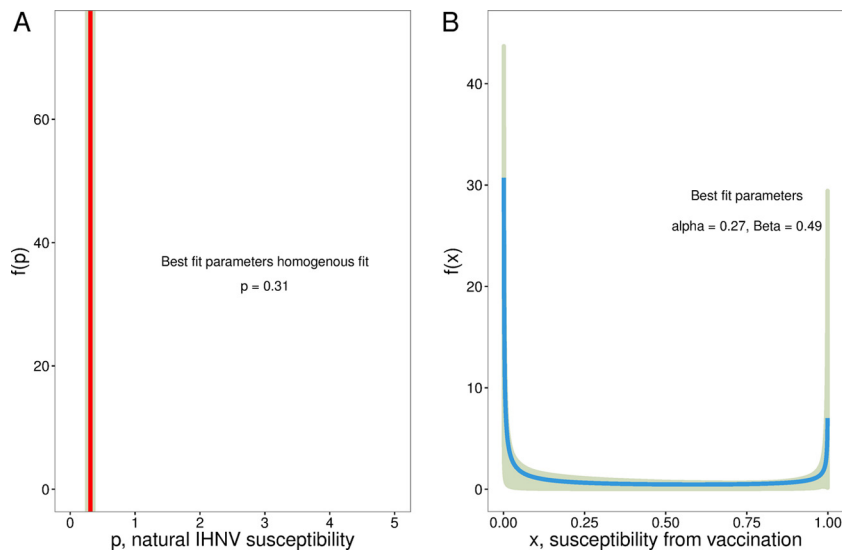 A
f(p)
60
40
20
0
Best fit parameters homogenous fit
p = 0.31
0 1 2 3 4 5
p, natural IHNV susceptibility
B
f(x)
40
30
20
10
0
Best fit parameters
alpha = 0.27, Beta = 0.49
0.00 0.25 0.50 0.75 1.00
x, susceptibility from vaccination